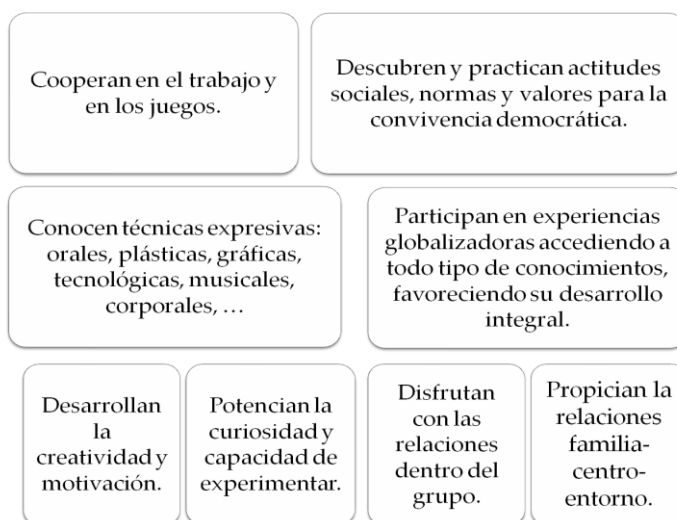 Cooperan en el trabajo y
en los juegos.
Descubren y practican actitudes
sociales, normas y valores para la
convivencia democrática.
Conocen técnicas expresivas:
orales, plásticas, gráficas,
tecnológicas, musicales,
corporales, …
Participan en experiencias
globalizadoras accediendo a
todo tipo de conocimientos,
favoreciendo su desarrollo
integral.
Desarrollan
la
creatividad y
motivación.
Potencian la
curiosidad y
capacidad de
experimentar.
Disfrutan
con las
relaciones
dentro del
grupo.
Propician la
relaciones
familia-
centro-
entorno.